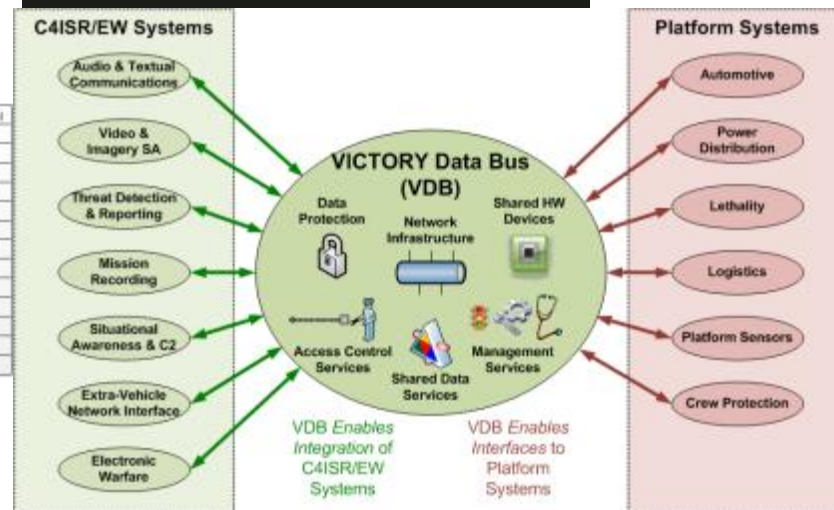 C4ISR/EW Systems
Audio & Textual
Communications
Video &
Imagery SA
Threat Detection
& Reporting
Mission
Recording
Situational
Awareness & C2
Extra-Vehicle
Network Interface
Electronic
Warfare
VICTORY Data Bus
(VDB)
Data
Protection
Network
Infrastructure
Shared HW
Devices
Access Control
Services
Shared Data
Services
Management
Services
VDB Enables
Integration of
C4ISR/EW
Systems
VDB Enables
Interfaces to
Platform
Systems
Platform Systems
Automotive
Power
Distribution
Lethality
Logistics
Platform Sensors
Crew Protection